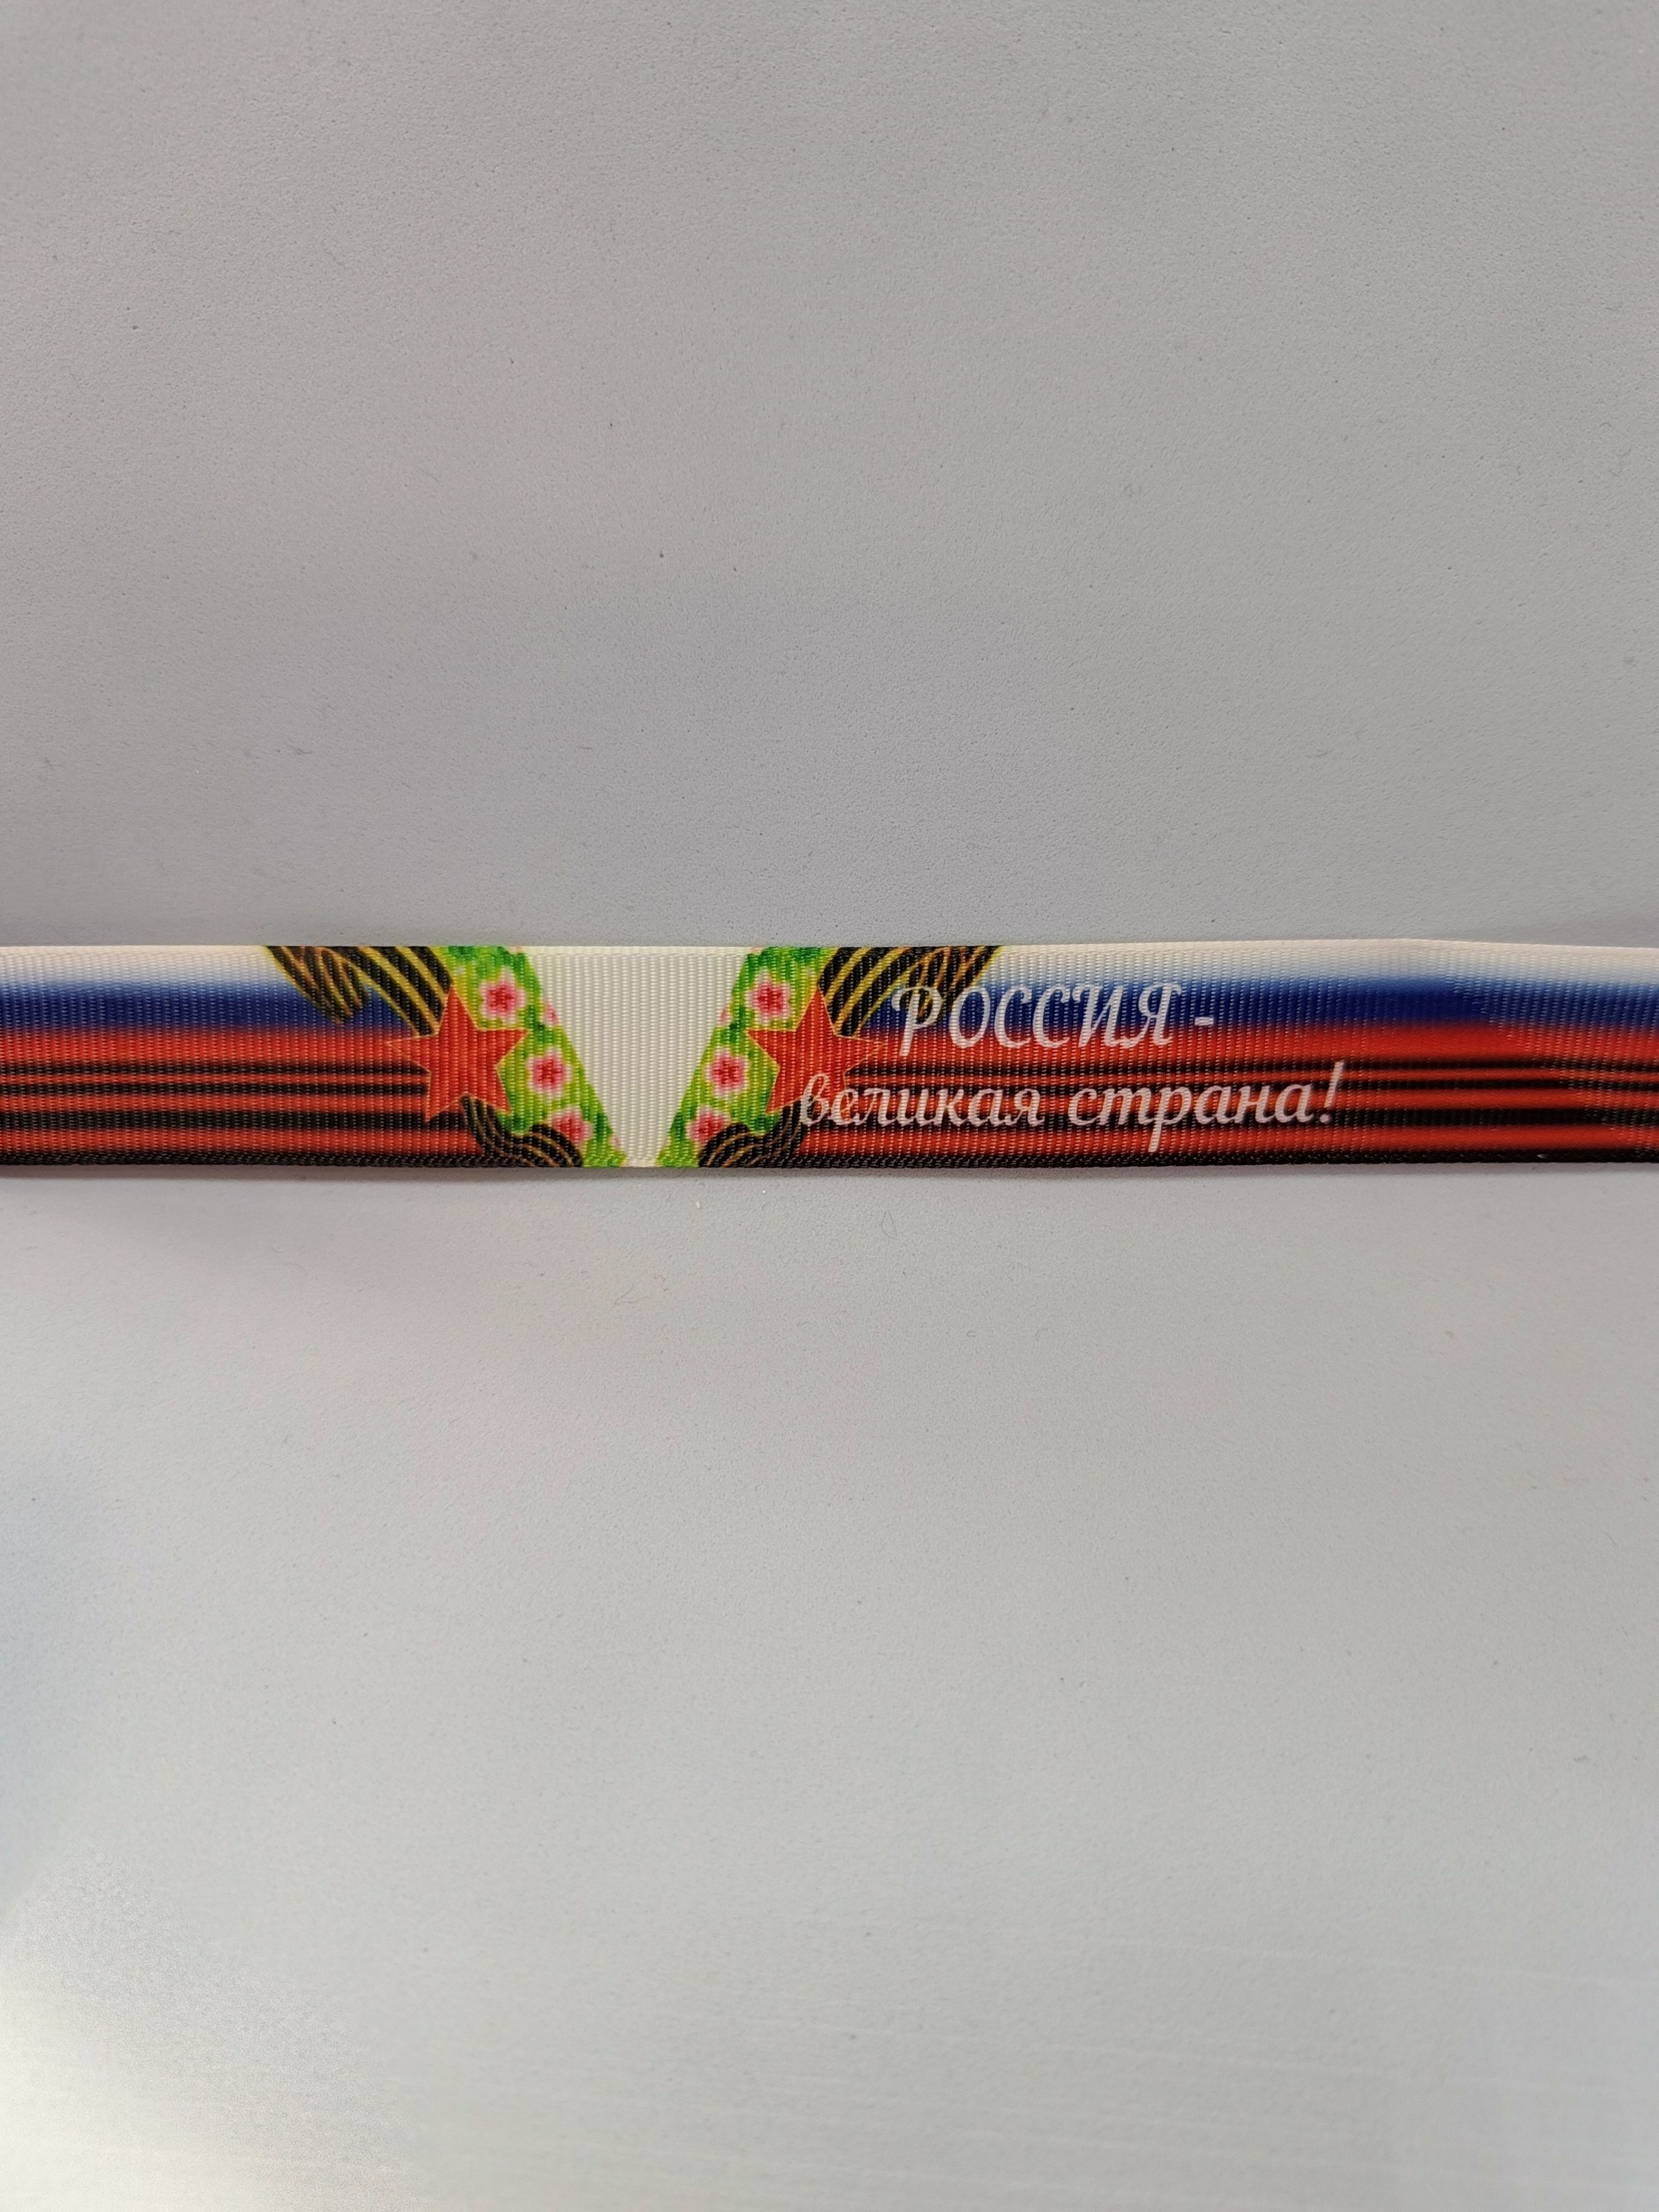 РОССИЯ -
великая страна!